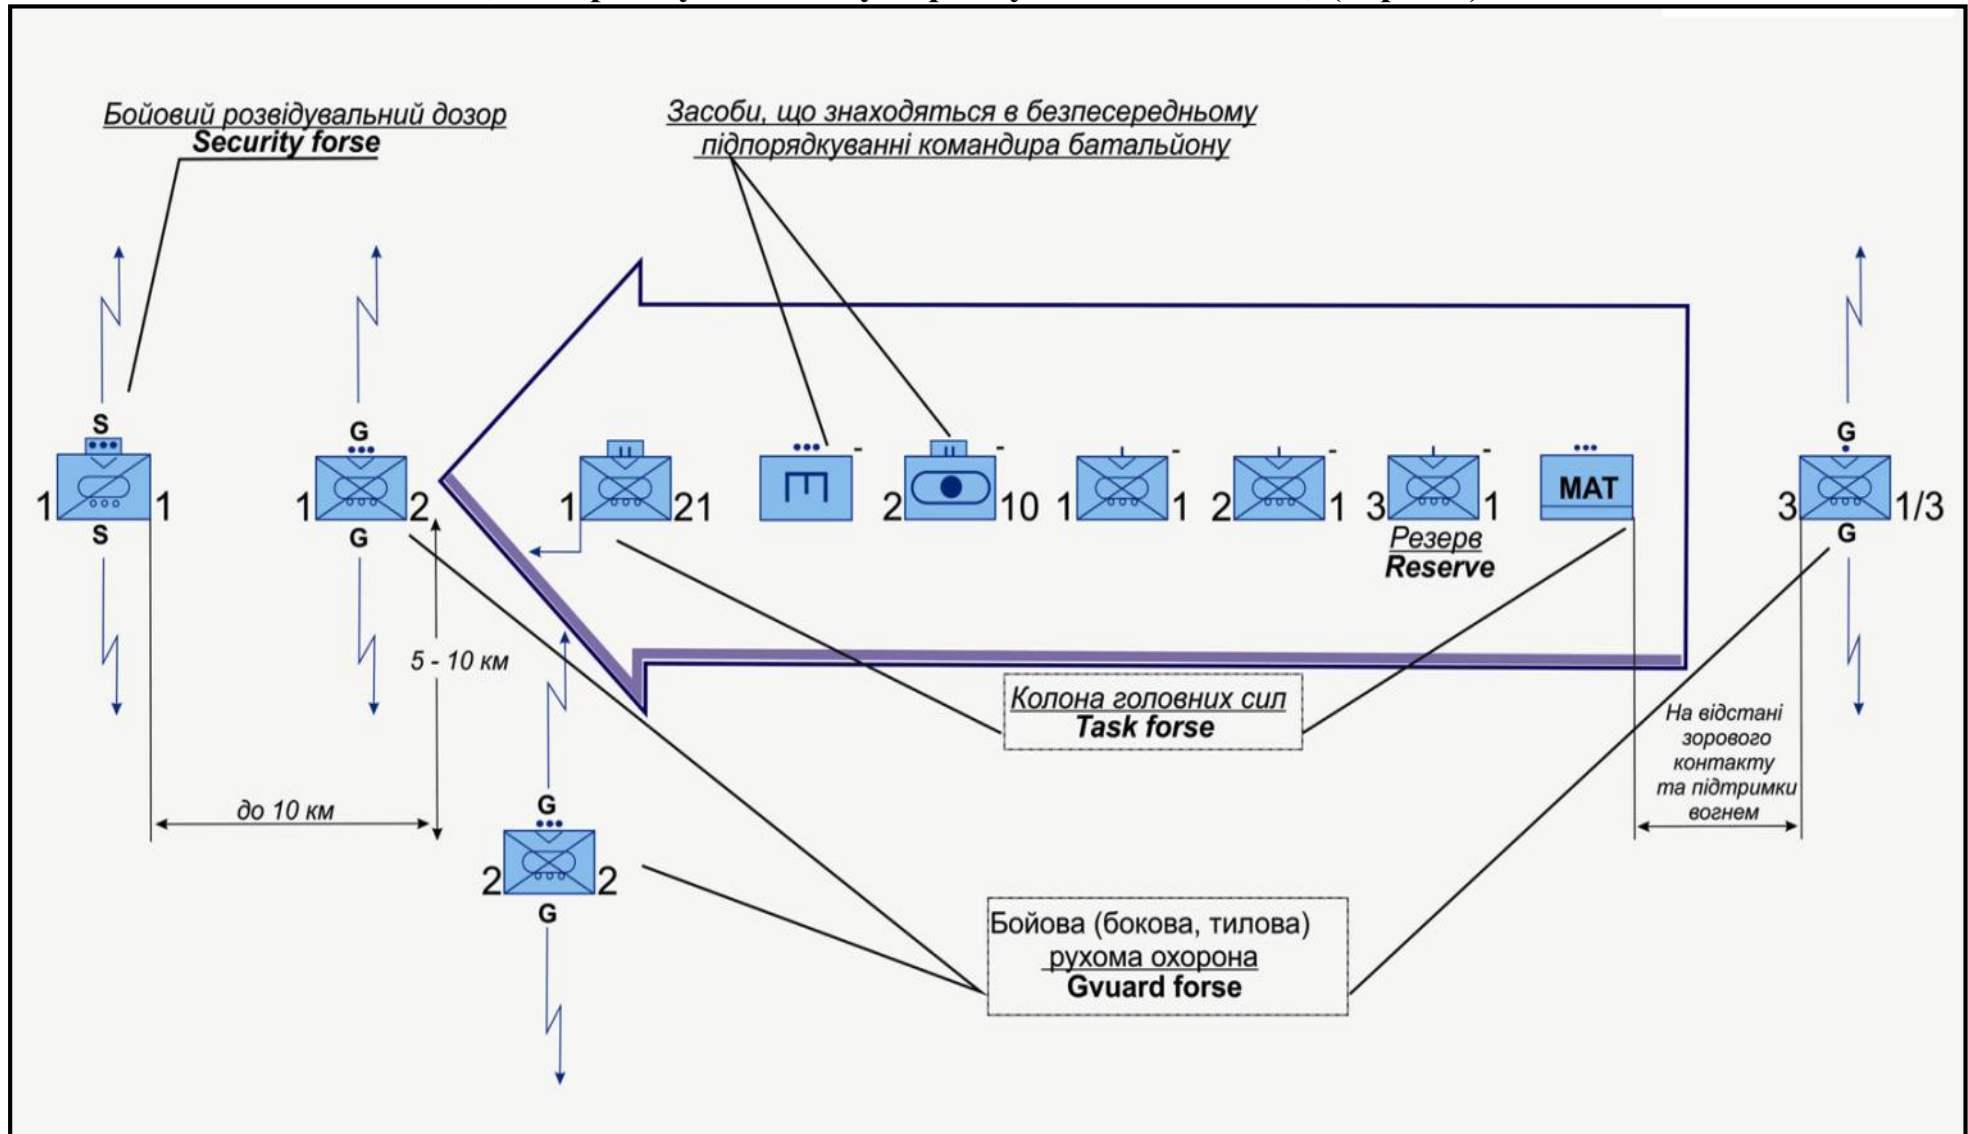 Бойовий розвідувальний дозор
Security forse
Засоби, що знаходяться в безпесередньому
підпорядкуванні командира батальйону
S
1 1
S
G
1 2
G
1 21
-
2 10 -
1 1 -
2 1 -
3 1 -
Резерв
Reserve
МАТ
G
3 1/3
G
5 - 10 км
до 10 км
Колона головних сил
Task forse
На відстані
зорового
контакту
та підтримки
вогнем
G
2 2
G
Бойова (бокова, тилова)
рухома охорона
Gvuard forse